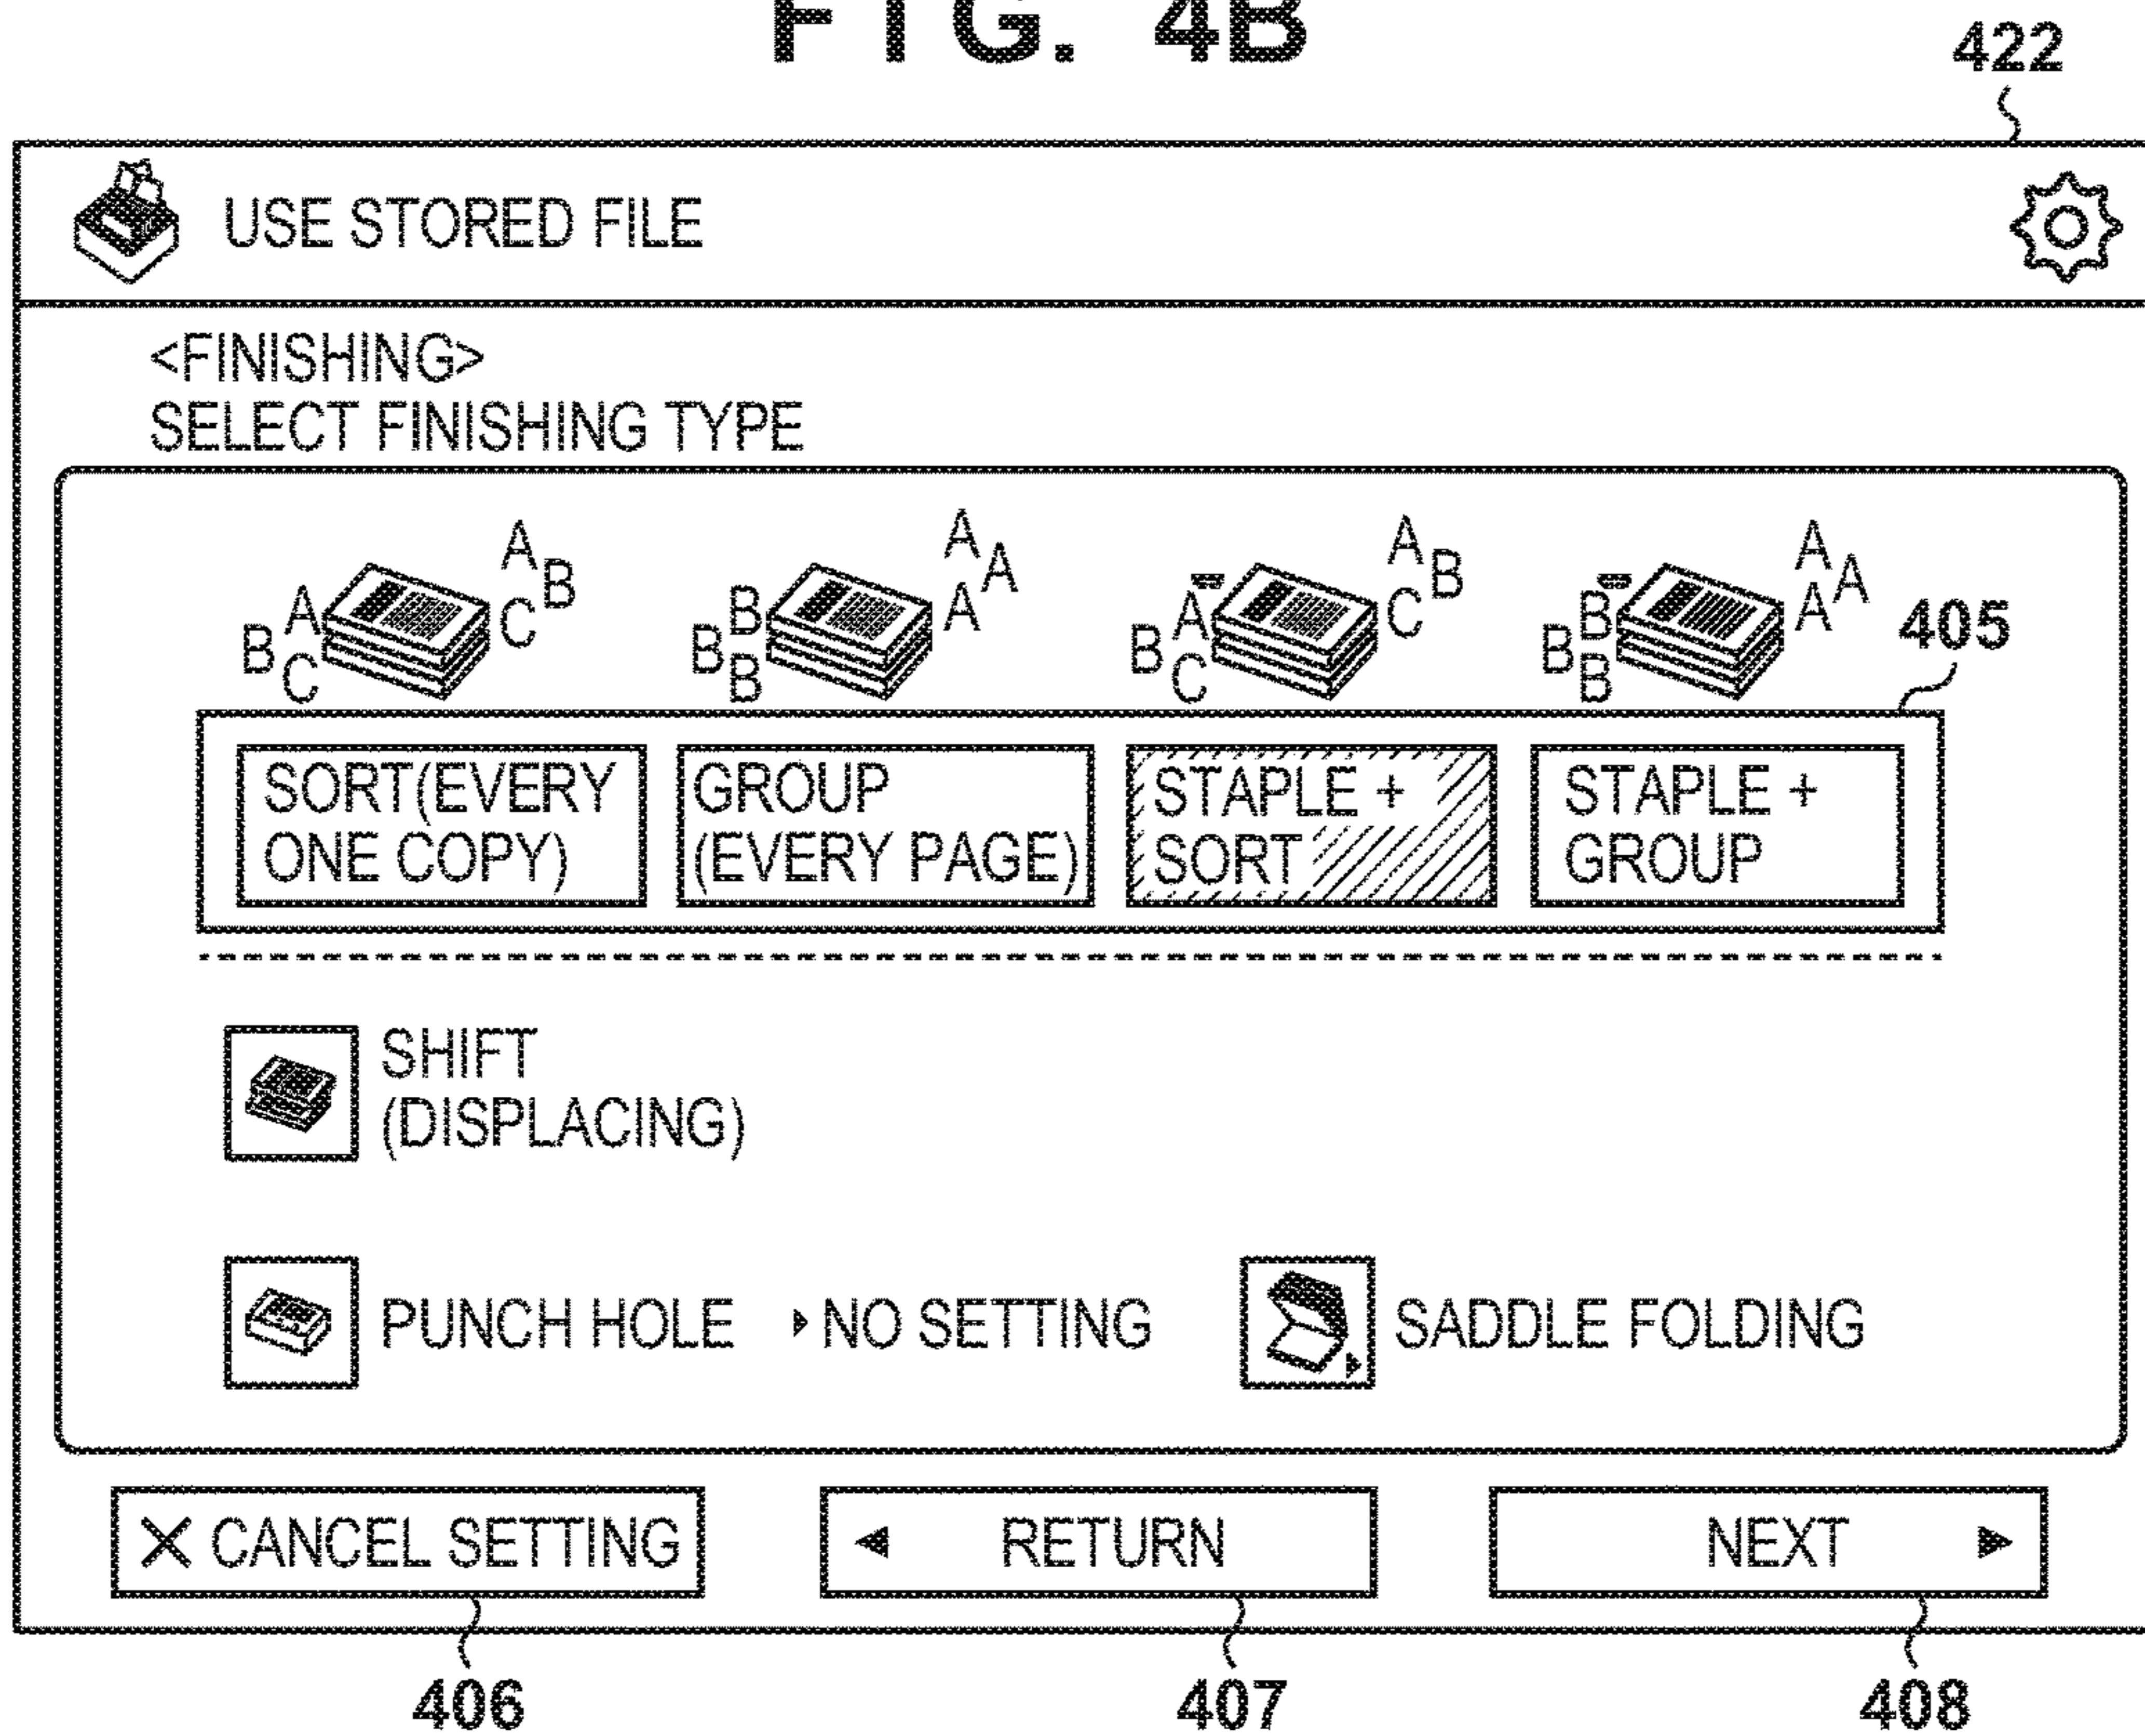 FIG. 4B
422
USE STORED FILE
<FINISHING>
SELECT FINISHING TYPE
A B C A B C
B B B A A A
A B C A B C
B B B A A A
405
SORT(EVERY
ONE COPY)
GROUP
(EVERY PAGE)
STAPLE +
SORT
STAPLE +
GROUP
SHIFT
(DISPLACING)
PUNCH HOLE ▸NO SETTING
SADDLE FOLDING
X CANCEL SETTING
◀ RETURN
NEXT ▶
406
407
408